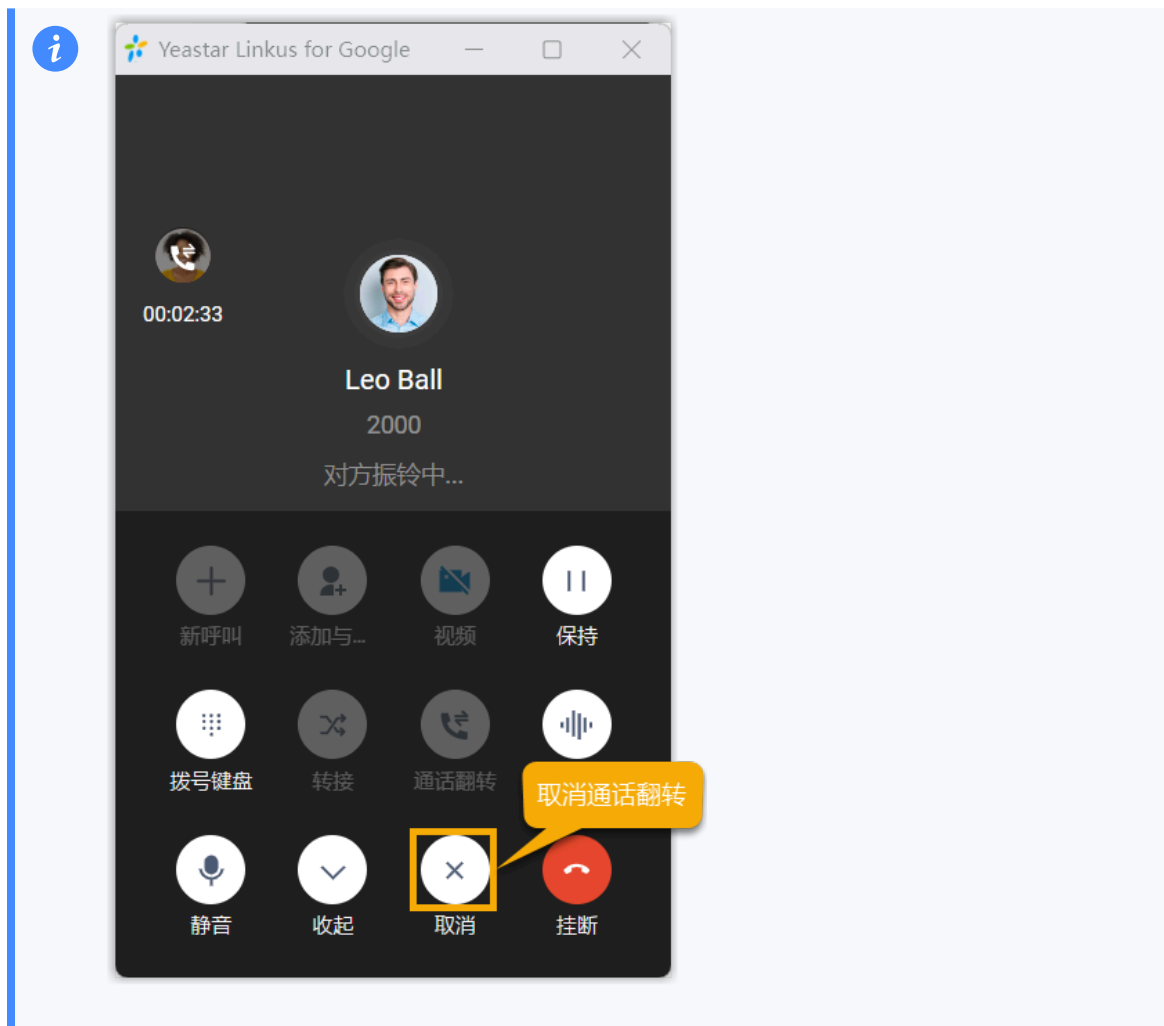 Yeastar Linkus for Google
00:02:33
Leo Ball
2000
对方振铃中...
新呼叫 添加与... 视频 保持
拨号键盘 转接 通话翻转
取消通话翻转
静音 收起 取消 挂断